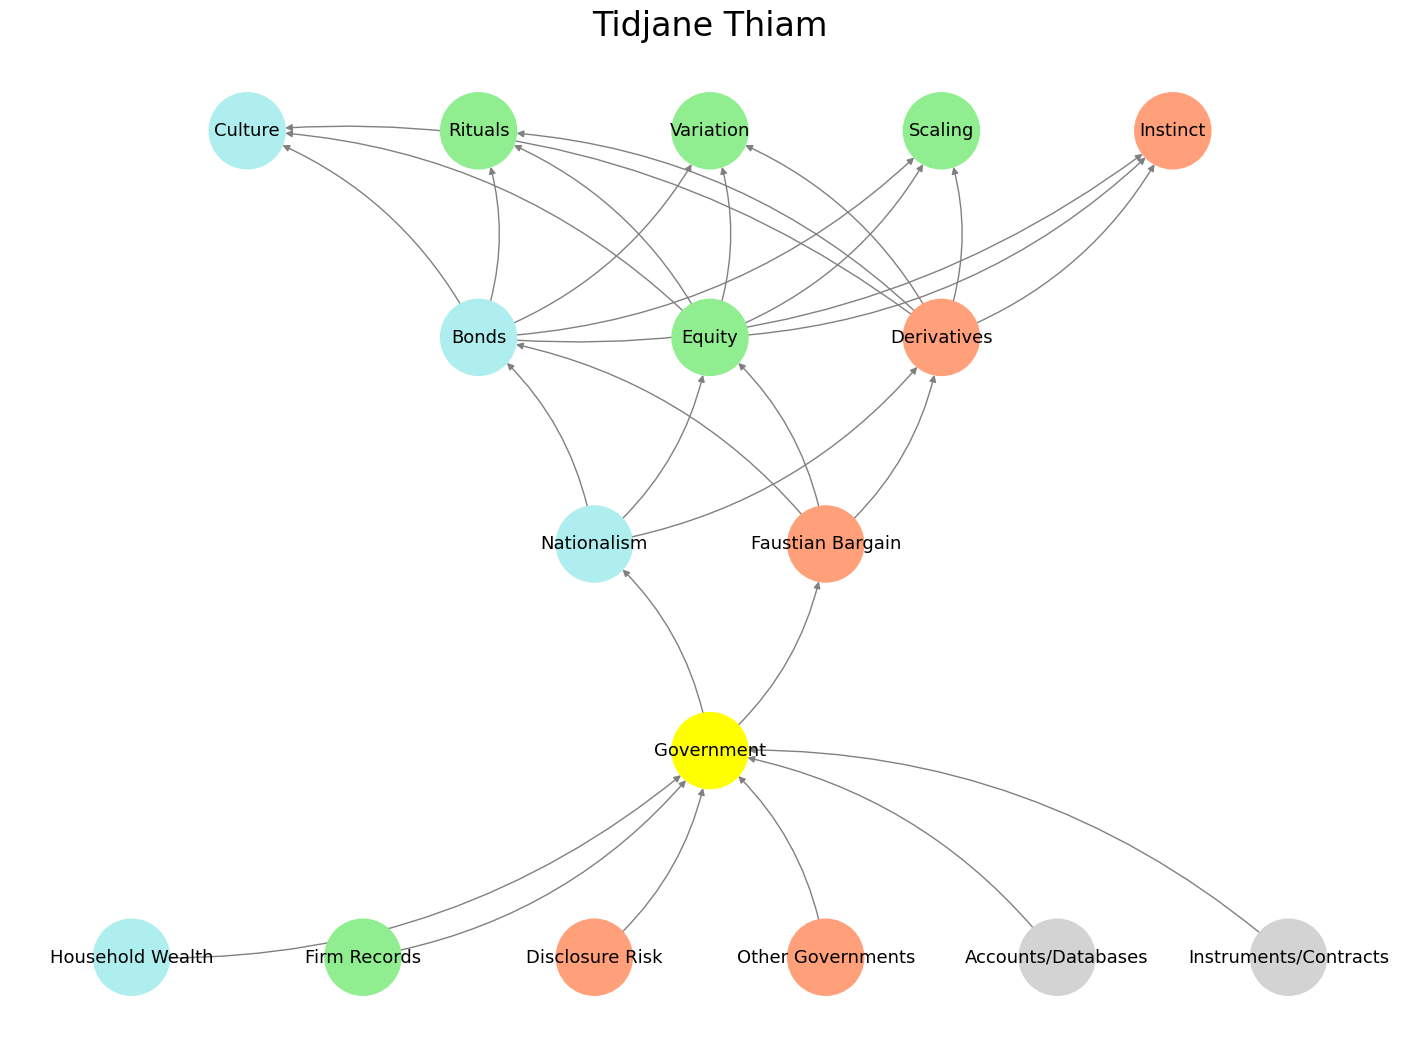 Tidjane Thiam
Culture
Rituals
Variation
Scaling
Instinct
Bonds
Equity
Derivatives
Nationalism
Faustian Bargain
Government
Household Wealth
Firm Records
Disclosure Risk
Other Governments
Accounts/Databases
Instruments/Contracts